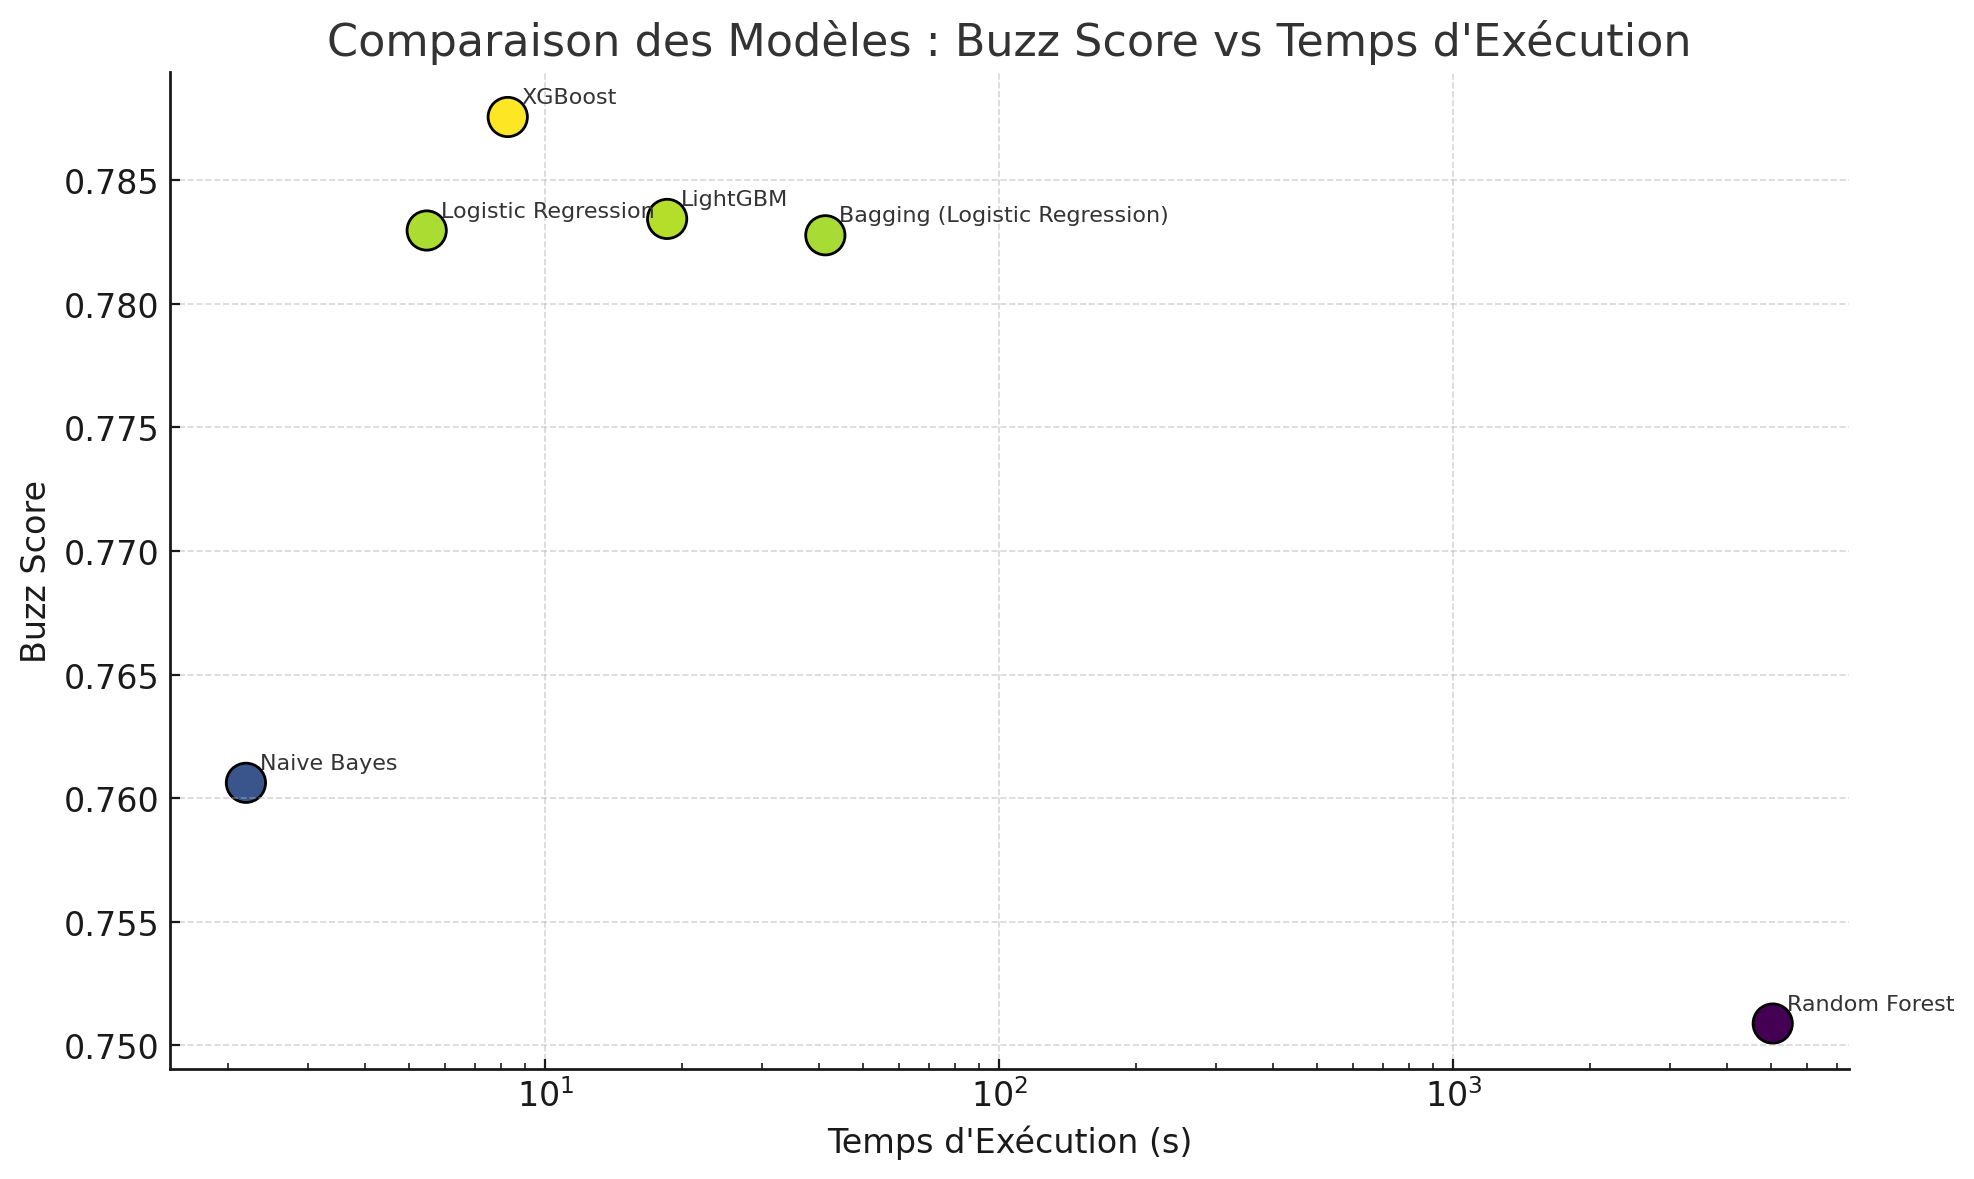 Comparaison des Modèles : Buzz Score vs Temps d'Exécution
XGBoost
0.785
Logistic Regression
LightGBM
Bagging (Logistic Regression)
0.780
0.775
0.770
Buzz Score
0.765
Naive Bayes
0.760
0.755
Random Forest
0.750
10¹ 10² 10³
Temps d'Exécution (s)